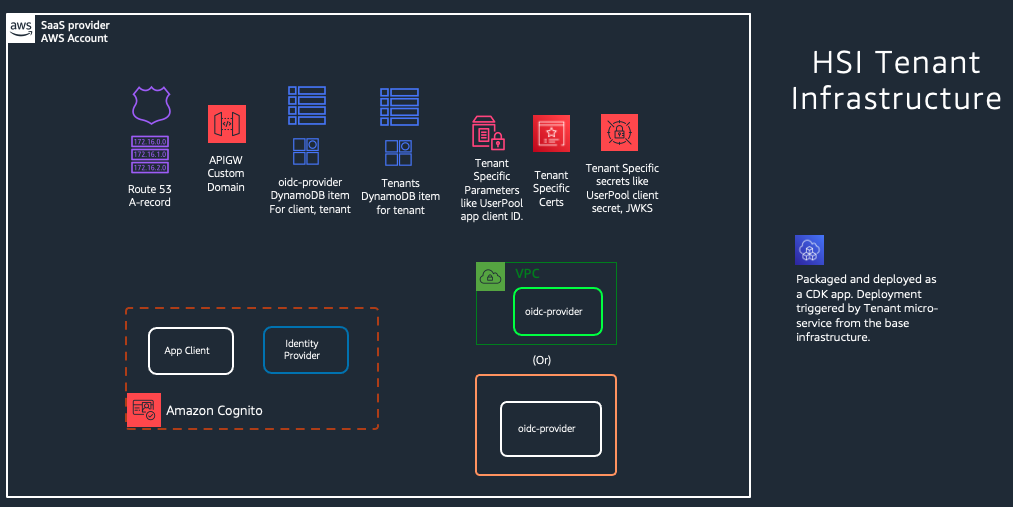 aws
SaaS provider
AWS Account
HSI Tenant
Infrastructure
172.16.0.0
172.16.1.0
172.16.2.0
Route 53
A-record
APIGW
Custom
Domain
oidc-provider
DynamoDB item
For client, tenant
Tenants
DynamoDB item
for tenant
Tenant
Specific
Parameters
like UserPool
app client ID.
Tenant
Specific
Certs
Tenant Specific
secrets like
UserPool client
secret, JWKS
Packaged and deployed as
a CDK app. Deployment
triggered by Tenant micro-
service from the base
infrastructure.
VPC
oidc-provider
(Or)
oidc-provider
App Client
Identity
Provider
Amazon Cognito